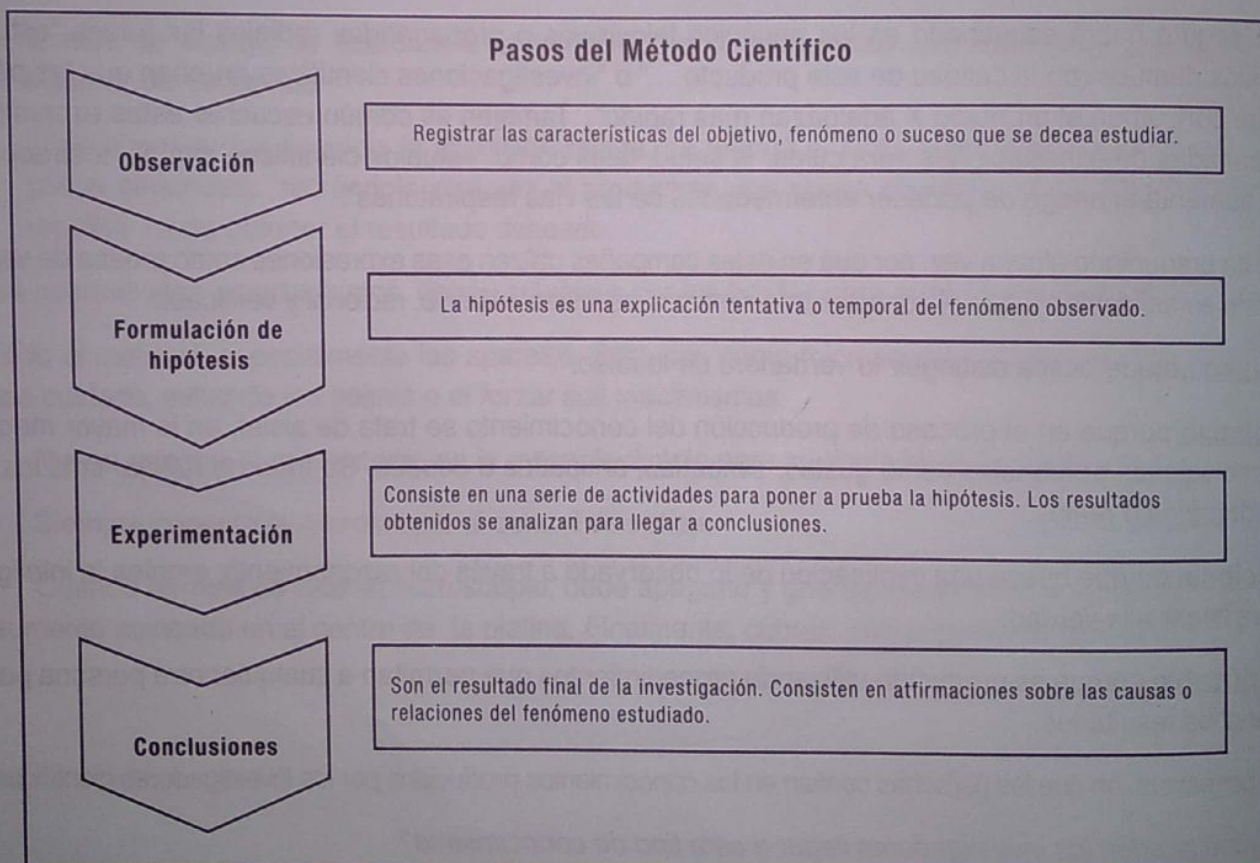 Pasos del Método Científico
Observación
Registrar las características del objetivo, fenómeno o suceso que se decea estudiar.
Formulación de
hipótesis
La hipótesis es una explicación tentativa o temporal del fenómeno observado.
Experimentación
Consiste en una serie de actividades para poner a prueba la hipótesis. Los resultados
obtenidos se analizan para llegar a conclusiones.
Conclusiones
Son el resultado final de la investigación. Consisten en attirmaciones sobre las causas o
relaciones del fenómeno estudiado.